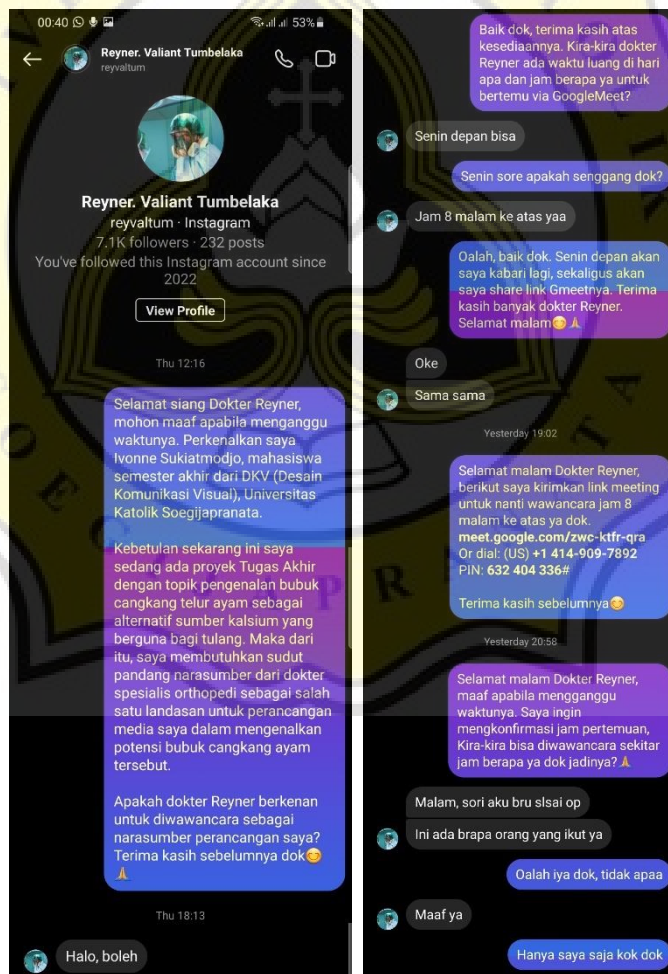 00:40
53%
Reyner. Valiant Tumbelaka
reyvaltum
Reyner. Valiant Tumbelaka
reyvaltum · Instagram
7.1K followers · 232 posts
You've followed this Instagram account since
2022
View Profile
Thu 12:16
Selamat siang Dokter Reyner,
mohon maaf apabila menganggu
waktunya. Perkenalkan saya
Ivonne Sukiatmodjo, mahasiswa
semester akhir dari DKV (Desain
Komunikasi Visual), Universitas
Katolik Soegijapranata.
Kebetulan sekarang ini saya
sedang ada proyek Tugas Akhir
dengan topik pengenalan bubuk
cangkang telur ayam sebagai
alternatif sumber kalsium yang
berguna bagi tulang. Maka dari
itu, saya membutuhkan sudut
pandang narasumber dari dokter
spesialis orthopedi sebagai salah
satu landasan untuk perancangan
media saya dalam mengenalkan
potensi bubuk cangkang ayam
tersebut.
Apakah dokter Reyner berkenan
untuk diwawancara sebagai
narasumber perancangan saya?
Terima kasih sebelumnya dok😊
🙏
Thu 18:13
Halo, boleh
Baik dok, terima kasih atas
kesediaannya. Kira-kira dokter
Reyner ada waktu luang di hari
apa dan jam berapa ya untuk
bertemu via GoogleMeet?
Senin depan bisa
Senin sore apakah senggang dok?
Jam 8 malam ke atas yaa
Oalah, baik dok. Senin depan akan
saya kabari lagi, sekaligus akan
saya share link Gmeetnya. Terima
kasih banyak dokter Reyner.
Selamat malam😊🙏
Oke
Sama sama
Yesterday 19:02
Selamat malam Dokter Reyner,
berikut saya kirimkan link meeting
untuk nanti wawancara jam 8
malam ke atas ya dok.
meet.google.com/zwc-ktfr-qra
Or dial: (US) +1 414-909-7892
PIN: 632 404 336#
Terima kasih sebelumnya😊
Yesterday 20:58
Selamat malam Dokter Reyner,
maaf apabila mengganggu
waktunya. Saya ingin
mengkonfirmasi jam pertemuan,
Kira-kira bisa diwawancara sekitar
jam berapa ya dok jadinya?🙏
Malam, sori aku bru slsai op
Ini ada brapa orang yang ikut ya
Oalah iya dok, tidak apaa
Maaf ya
Hanya saya saja kok dok